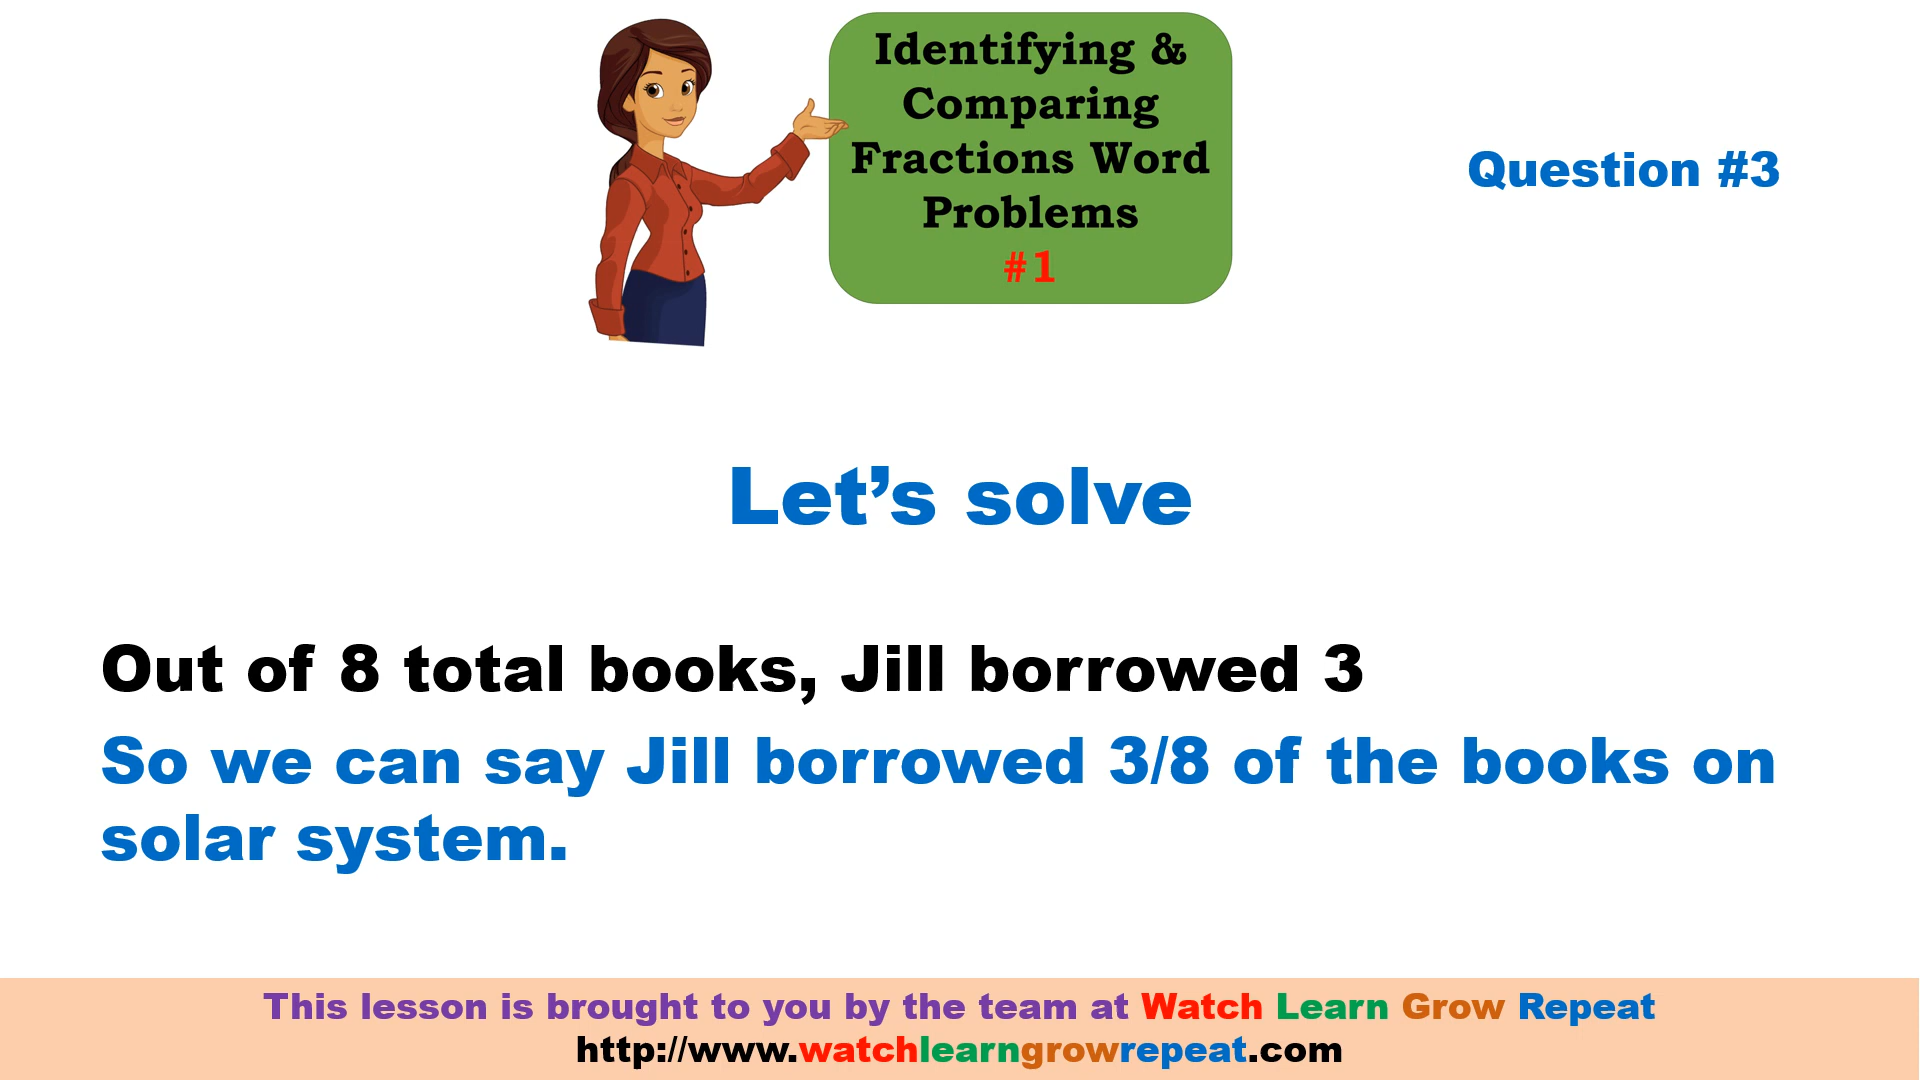 Identifying &
Comparing
Fractions Word
Problems
#1
Question #3
Let’s solve
Out of 8 total books, Jill borrowed 3
So we can say Jill borrowed 3/8 of the books on
solar system.
This lesson is brought to you by the team at Watch Learn Grow Repeat
http://www.watchlearngrowrepeat.com